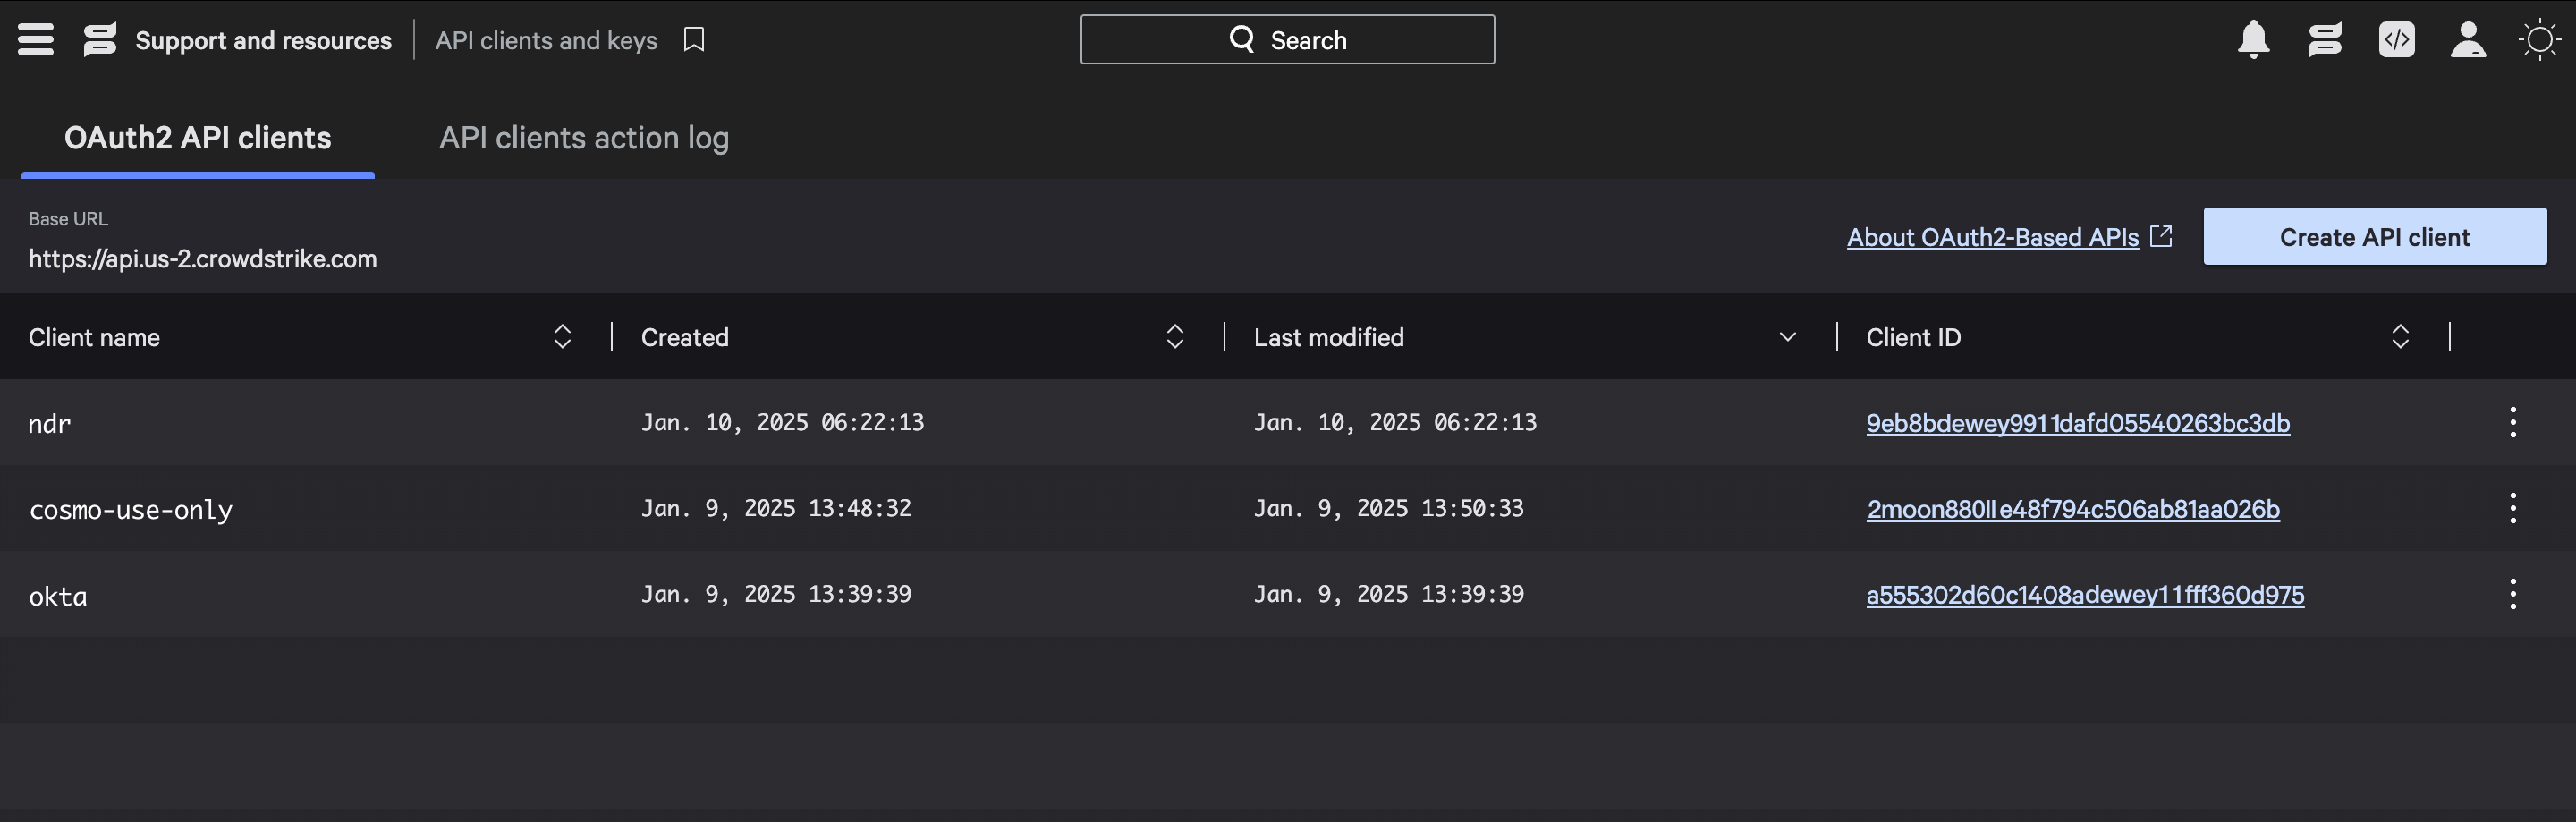 Support and resources
API clients and keys
Search
OAuth2 API clients
API clients action log
Base URL
https://api.us-2.crowdstrike.com
About OAuth2-Based APIs
Create API client
Client name
Created
Last modified
Client ID
ndr
Jan. 10, 2025 06:22:13
Jan. 10, 2025 06:22:13
9eb8bdewey9911dafd05540263bc3db
cosmo-use-only
Jan. 9, 2025 13:48:32
Jan. 9, 2025 13:50:33
2moon880lle48f794c506ab81aa026b
okta
Jan. 9, 2025 13:39:39
Jan. 9, 2025 13:39:39
a555302d60c1408adewey11fff360d975